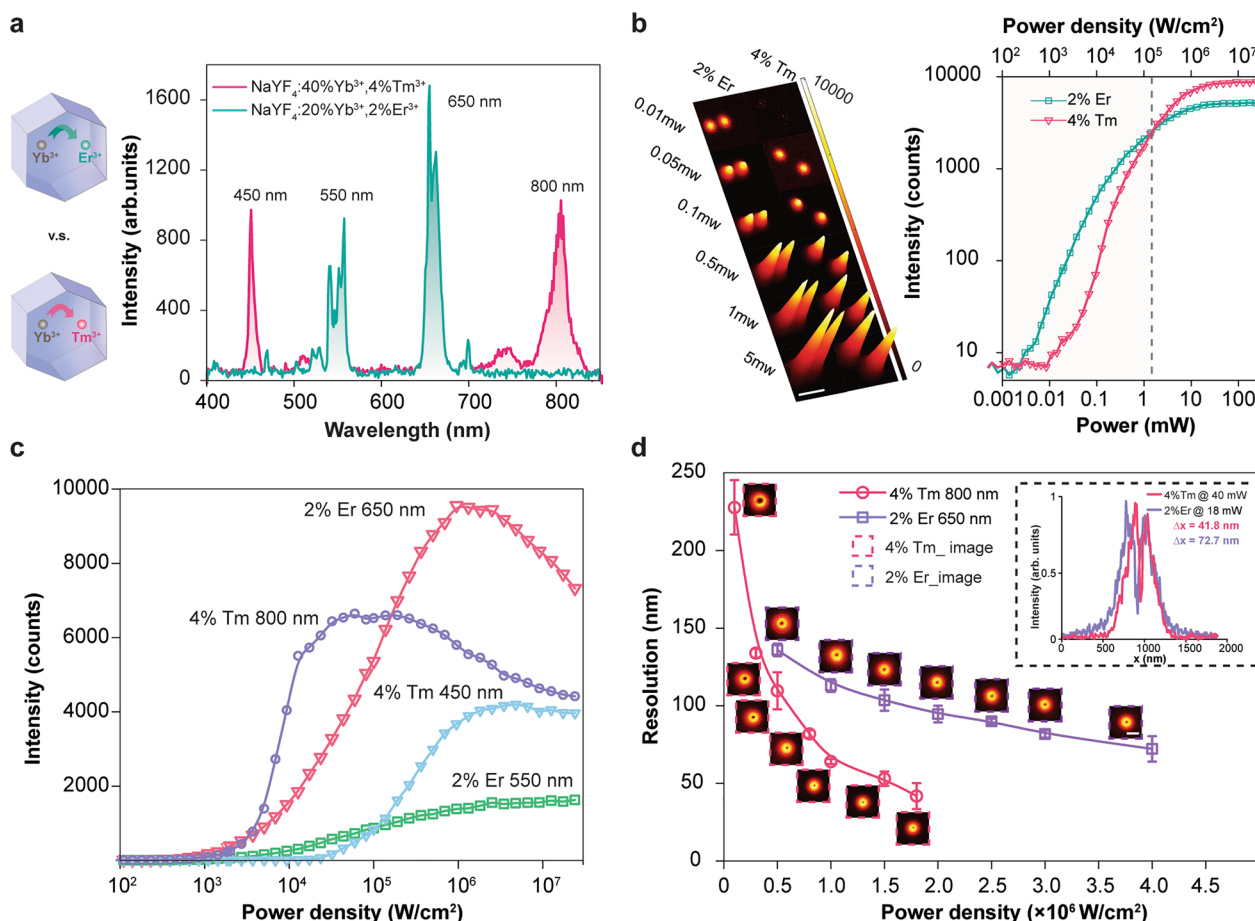 a
Yb³⁺
Er³⁺
v.s.
Yb³⁺
Tm³⁺
Intensity (arb.units)
1600
1200
800
400
0
NaYF₄:40%Yb³⁺,4%Tm³⁺
NaYF₄:20%Yb³⁺,2%Er³⁺
450 nm
550 nm
650 nm
800 nm
400
500
600
700
800
Wavelength (nm)
b
2% Er
4% Tm
10000
0
0.01mw
0.05mw
0.1mw
0.5mw
1mw
5mw
Power density (W/cm²)
10²
10³
10⁴
10⁵
10⁶
10⁷
Intensity (counts)
10000
1000
100
10
2% Er
4% Tm
0.001
0.01
0.1
1
10
100
Power (mW)
c
Intensity (counts)
10000
8000
6000
4000
2000
2% Er 650 nm
4% Tm 800 nm
4% Tm 450 nm
2% Er 550 nm
10²
10³
10⁴
10⁵
10⁶
10⁷
Power density (W/cm²)
d
Resolution (nm)
250
200
150
100
50
0
4% Tm 800 nm
2% Er 650 nm
4% Tm_ image
2% Er_image
Intensity (arb. units)
1
0.5
0
4%Tm @ 40 mW
2%Er @ 18 mW
Δx = 41.8 nm
Δx = 72.7 nm
0
500
1000
1500
2000
x (nm)
0
0.5
1.0
1.5
2.0
2.5
3.0
3.5
4.0
4.5
Power density (×10⁶ W/cm²)